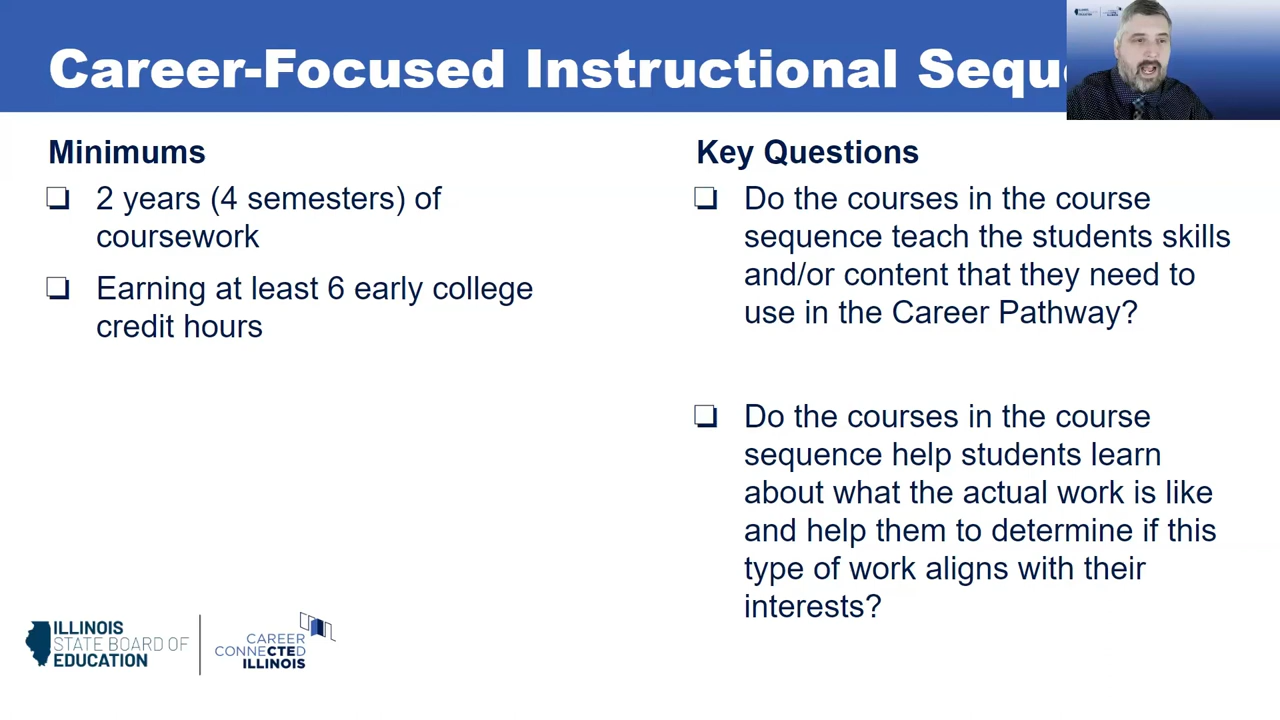 Career-Focused Instructional Sequ
Minimums
❏ 2 years (4 semesters) of
coursework
❏ Earning at least 6 early college
credit hours
Key Questions
❏ Do the courses in the course
sequence teach the students skills
and/or content that they need to
use in the Career Pathway?
❏ Do the courses in the course
sequence help students learn
about what the actual work is like
and help them to determine if this
type of work aligns with their
interests?
ILLINOIS
STATE BOARD OF
EDUCATION
CAREER
CONNECTED
ILLINOIS